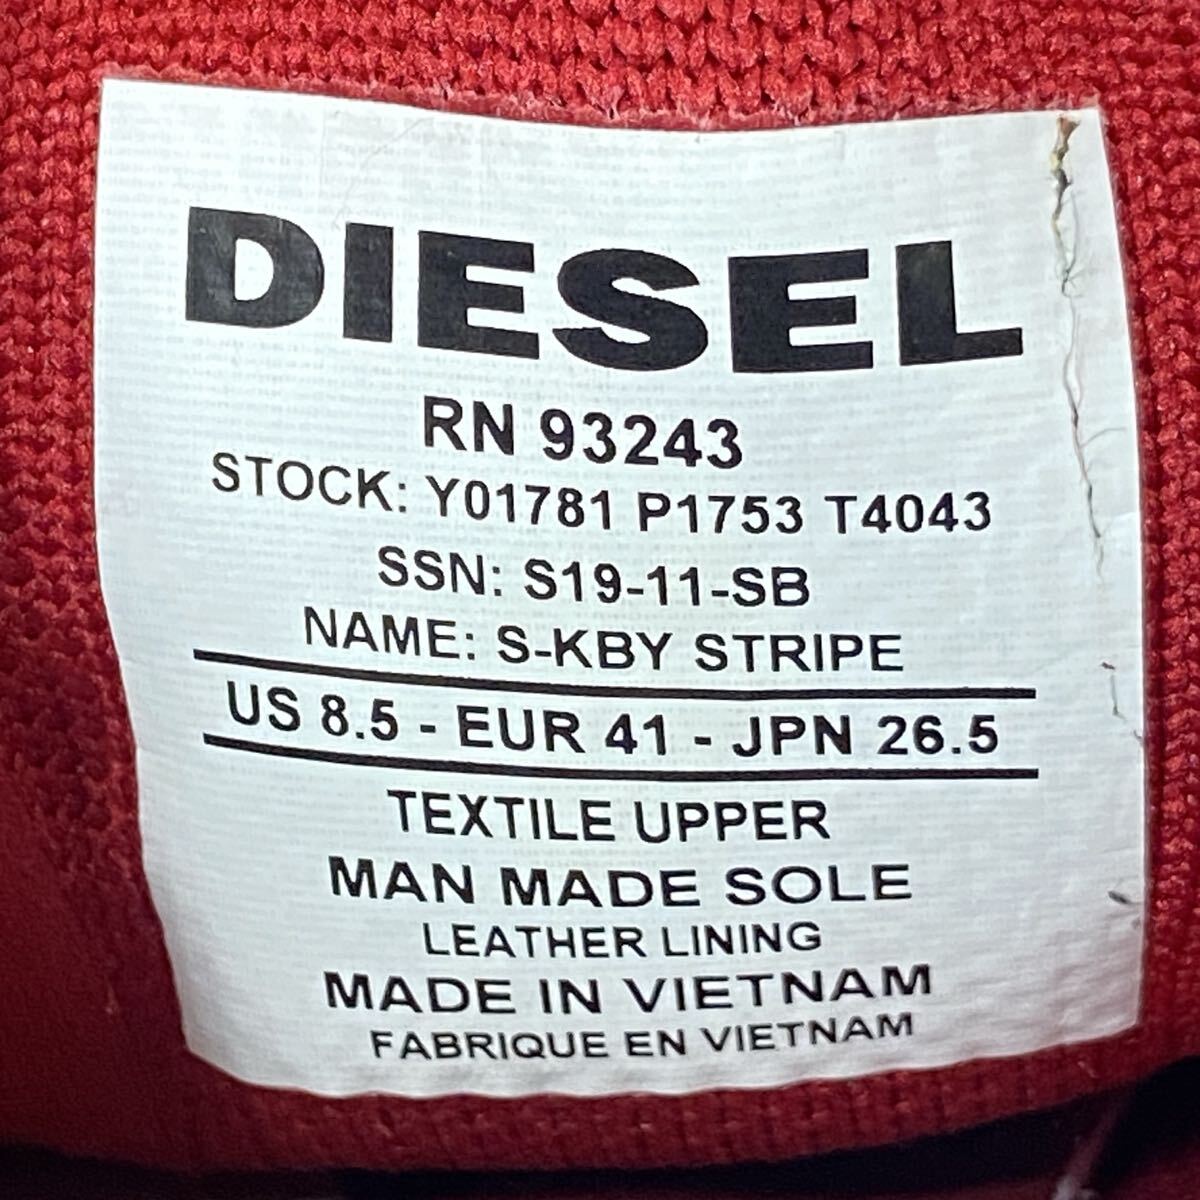 DIESEL
RN 93243
STOCK: Y01781 P1753 T4043
SSN: S19-11-SB
NAME: S-KBY STRIPE
US 8.5 - EUR 41 - JPN 26.5
TEXTILE UPPER
MAN MADE SOLE
LEATHER LINING
MADE IN VIETNAM
FABRIQUE EN VIETNAM